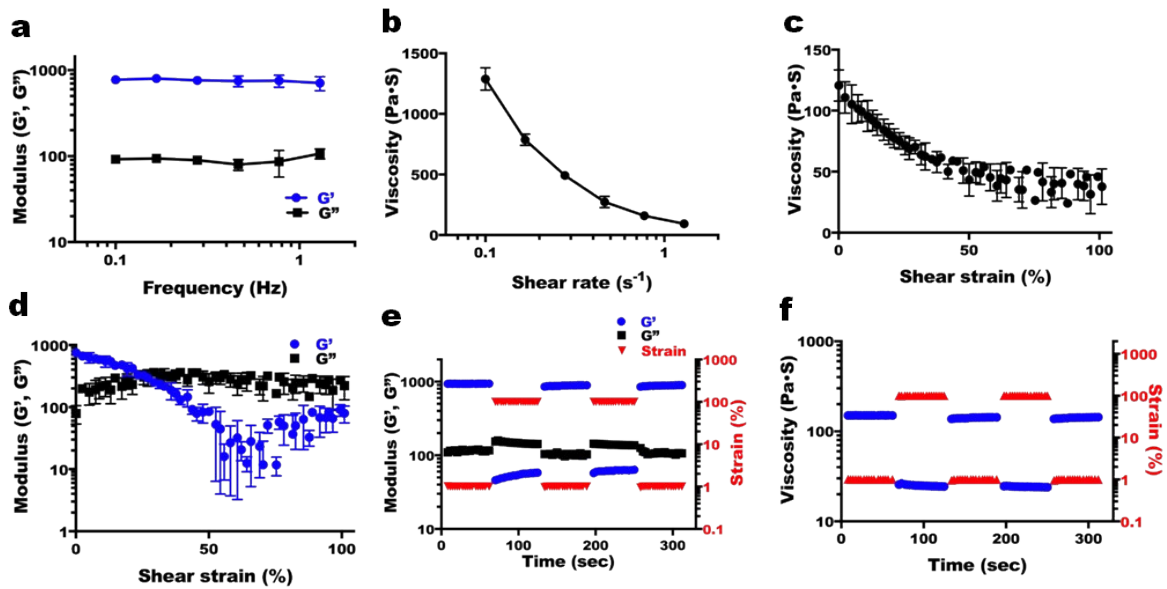 a
Modulus (G’, G”)
1000
100
10
0.1
1
G’
G”
Frequency (Hz)
b
Viscosity (Pa•S)
1500
1000
500
0
0.1
1
Shear rate (s-1)
c
Viscosity (Pa•S)
150
100
50
0
0
50
100
Shear strain (%)
d
Modulus (G’, G”)
1000
100
10
1
0
50
100
G’
G”
Shear strain (%)
e
G’
G”
Strain
Modulus (G’, G”)
1000
100
10
0
100
200
300
Time (sec)
1000
100
10
1
0.1
Strain (%)
f
Viscosity (Pa•S)
1000
100
10
0
100
200
300
Time (sec)
1000
100
10
1
0.1
Strain (%)